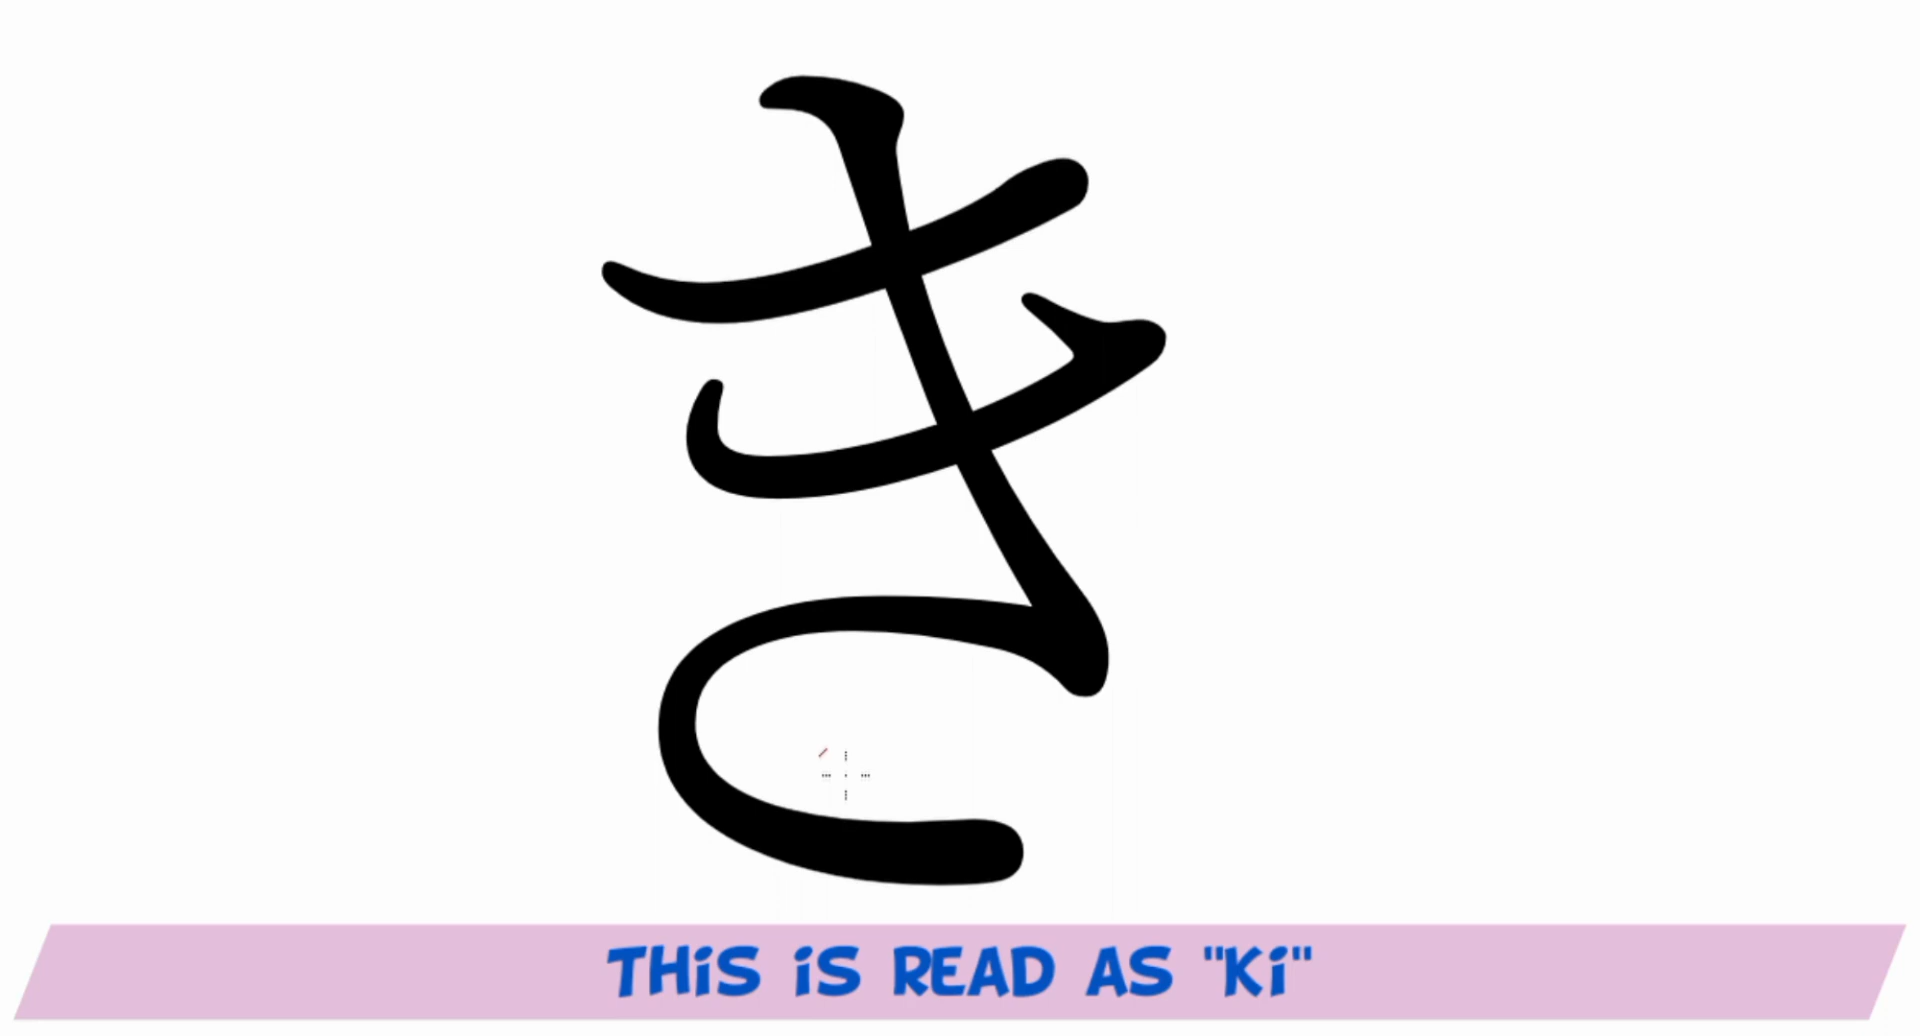 き
THiS iS READ AS "Ki"